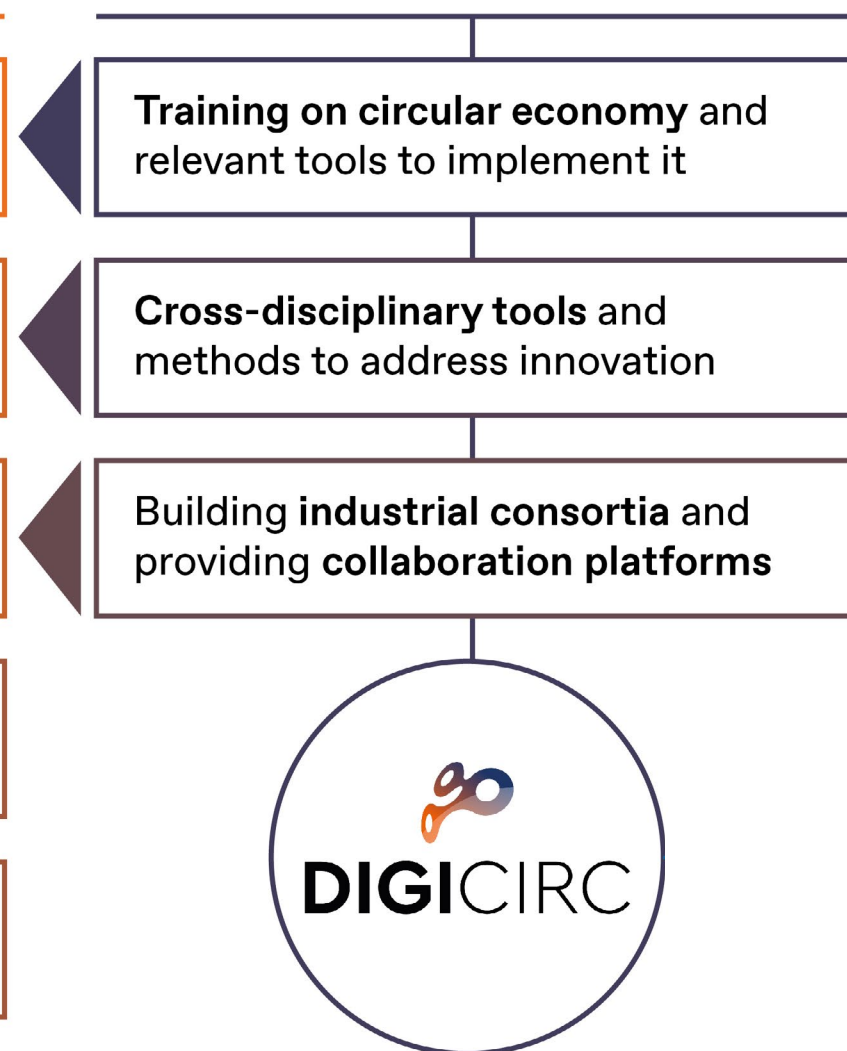 Training on circular economy and
relevant tools to implement it
Cross-disciplinary tools and
methods to address innovation
Building industrial consortia and
providing collaboration platforms
DIGICIRC